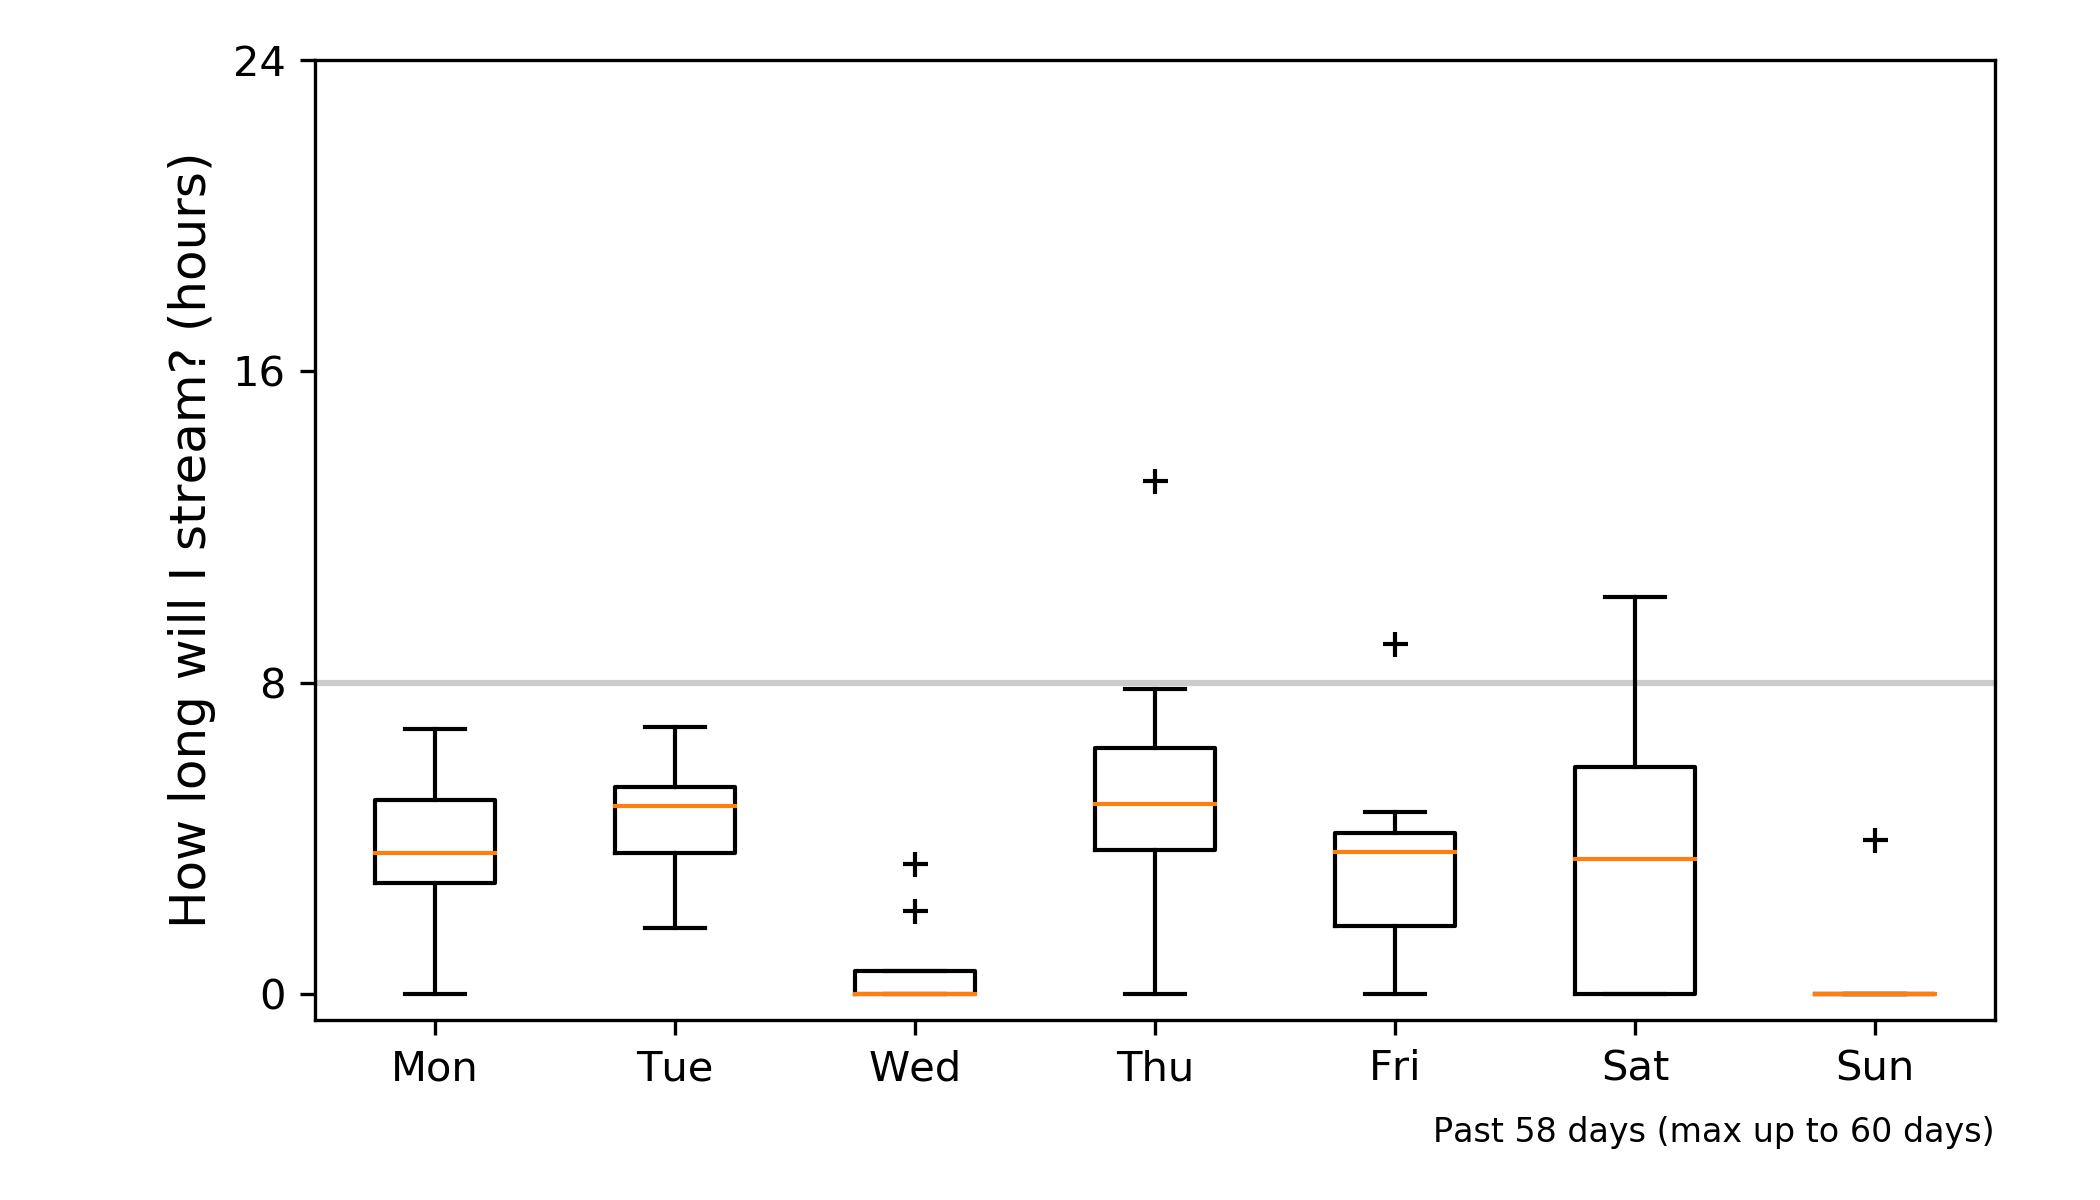 How long will I stream? (hours)
24
16
8
0
Mon Tue Wed Thu Fri Sat Sun
Past 58 days (max up to 60 days)